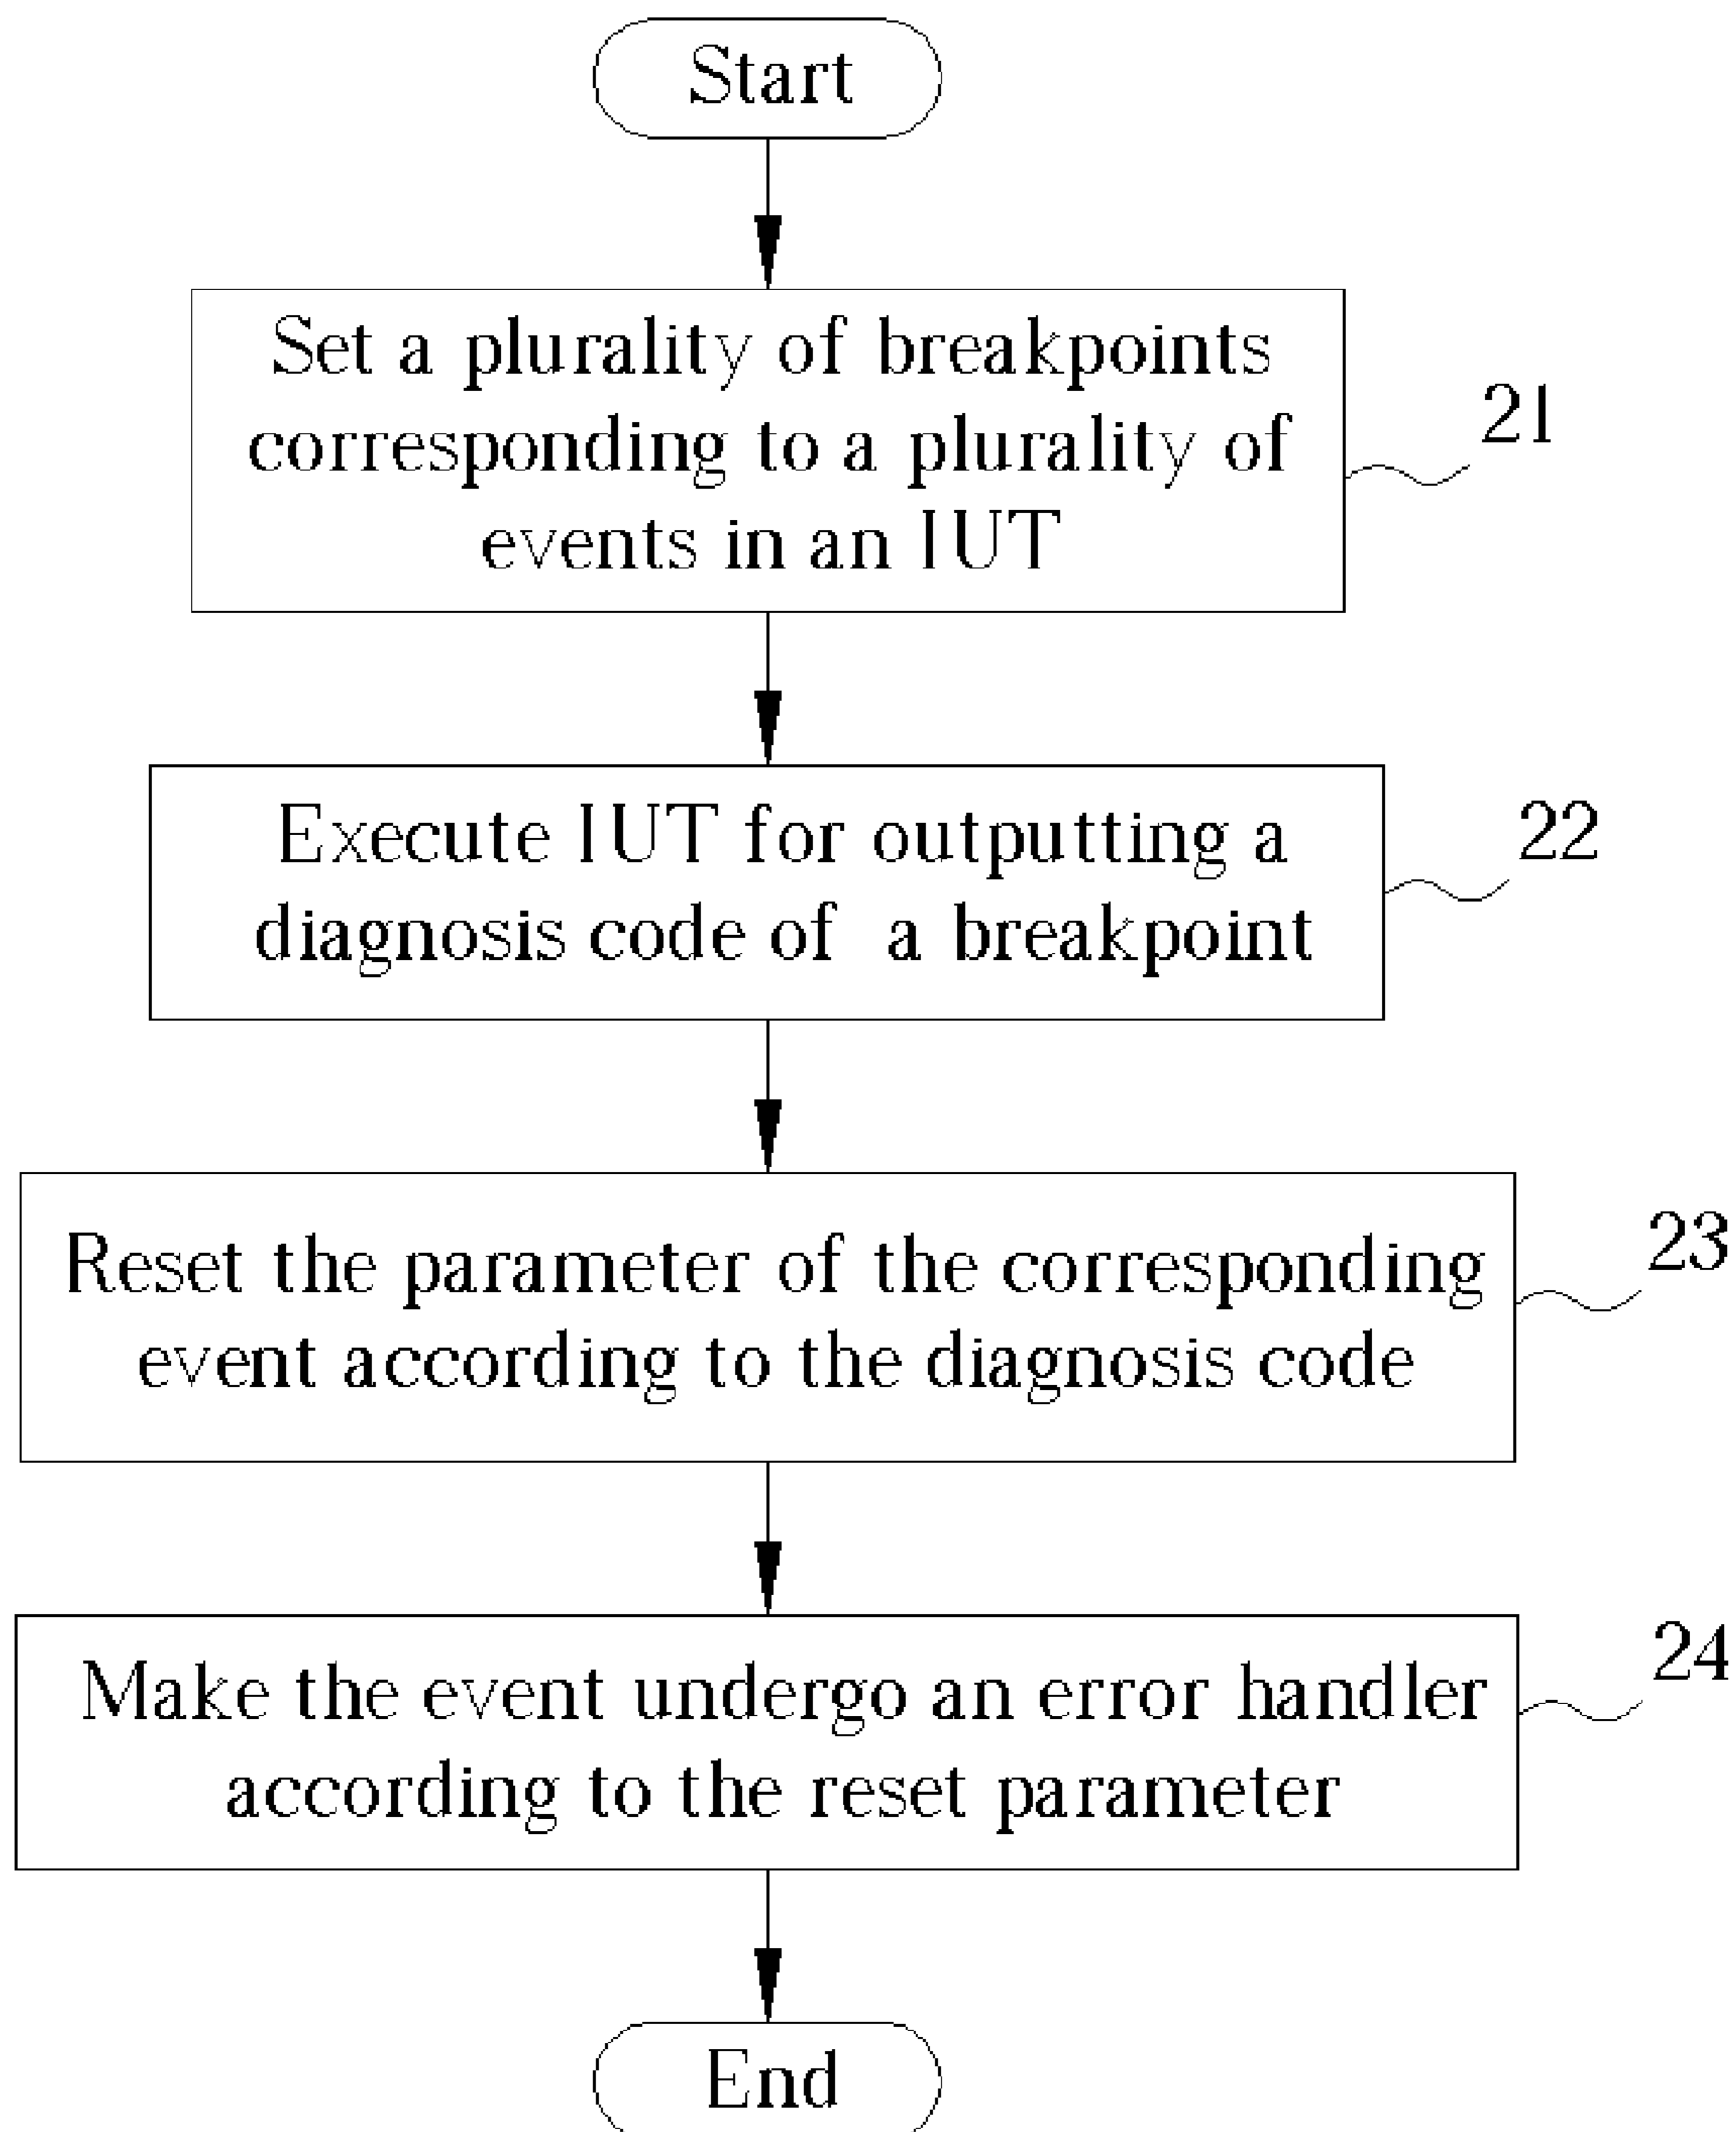 Start
Set a plurality of breakpoints
corresponding to a plurality of
events in an IUT
21
Execute IUT for outputting a
diagnosis code of a breakpoint
22
Reset the parameter of the corresponding
event according to the diagnosis code
23
Make the event undergo an error handler
according to the reset parameter
24
End